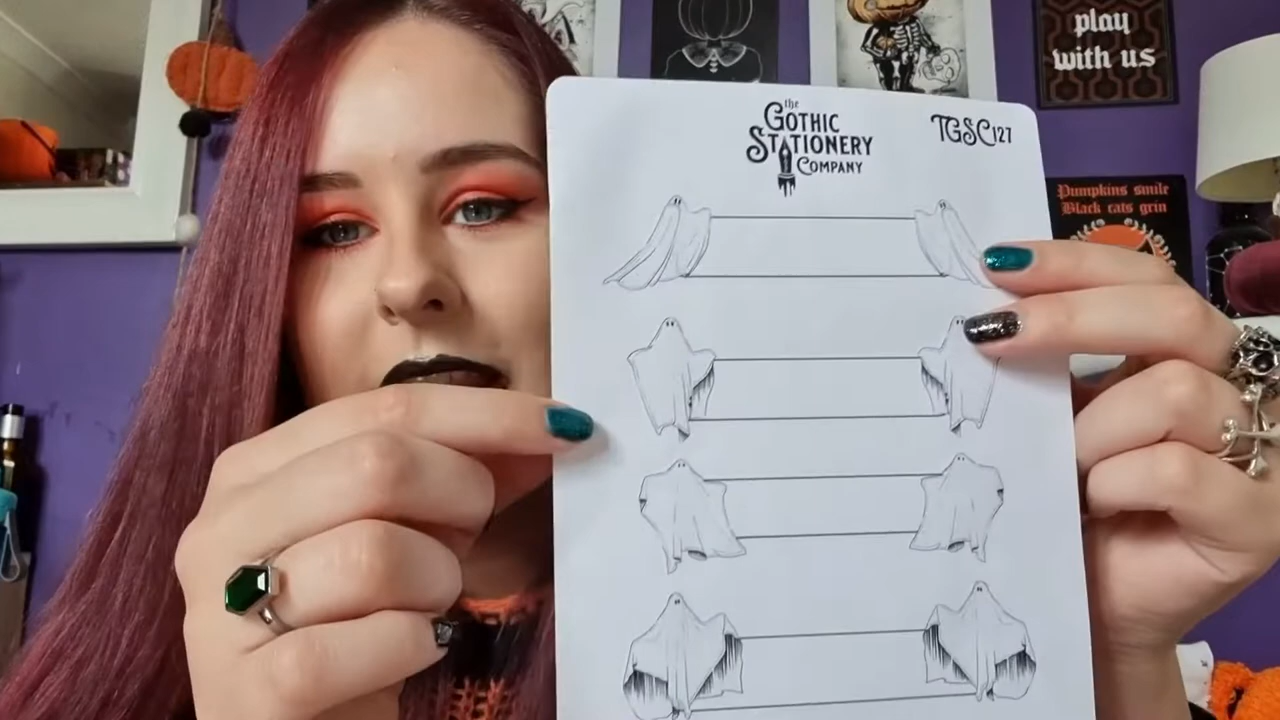 play
with us
the
GOTHIC
STATIONERY
COMPANY
TGSC127
Pumpkins smile
Black cats grin